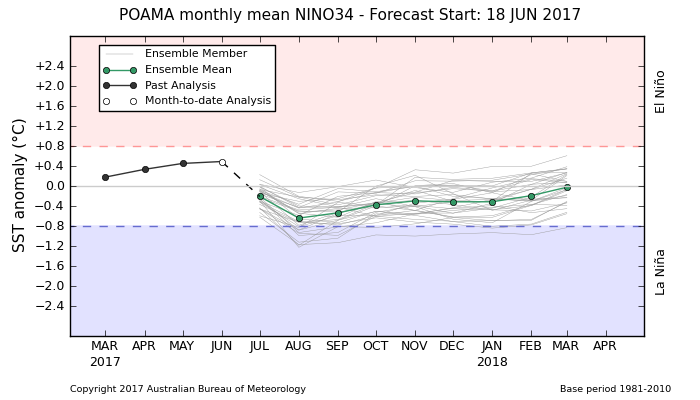 POAMA monthly mean NINO34 - Forecast Start: 18 JUN 2017
Ensemble Member
Ensemble Mean
Past Analysis
Month-to-date Analysis
SST anomaly (°C)
+2.4
+2.0
+1.6
+1.2
+0.8
+0.4
0.0
−0.4
−0.8
−1.2
−1.6
−2.0
−2.4
El Niño
La Niña
MAR APR MAY JUN JUL AUG SEP OCT NOV DEC JAN FEB MAR APR
2017 2018
Copyright 2017 Australian Bureau of Meteorology
Base period 1981-2010